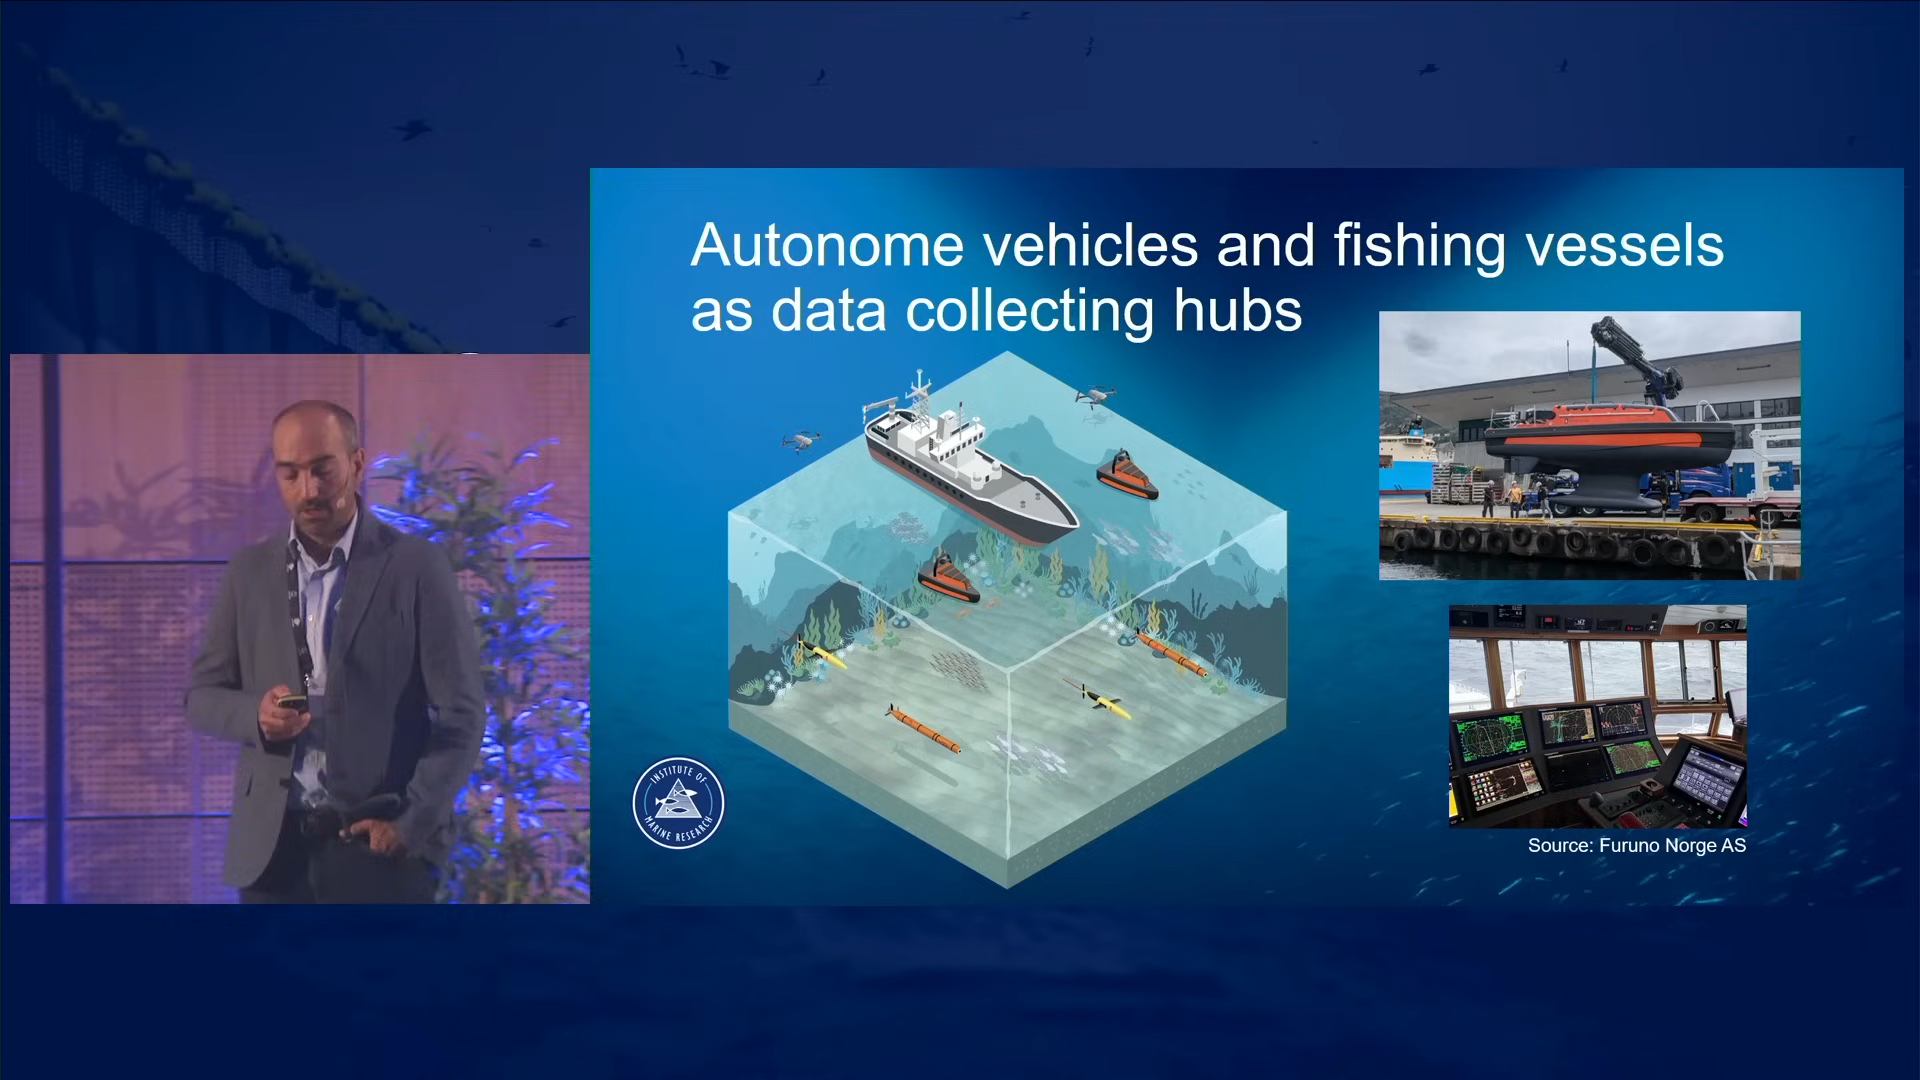 Autonome vehicles and fishing vessels
as data collecting hubs
INSTITUTE OF
MARINE RESEARCH
Source: Furuno Norge AS